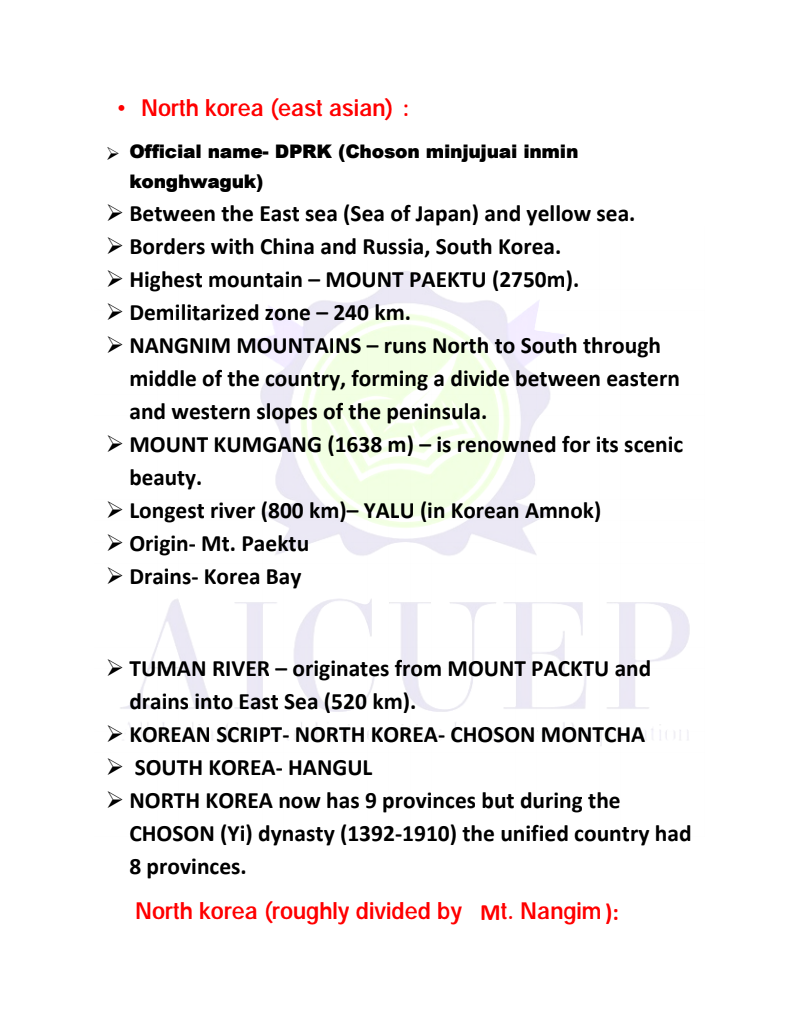 • North korea (east asian) :
➢ Official name- DPRK (Choson minjujuai inmin
konghwaguk)
➢ Between the East sea (Sea of Japan) and yellow sea.
➢ Borders with China and Russia, South Korea.
➢ Highest mountain – MOUNT PAEKTU (2750m).
➢ Demilitarized zone – 240 km.
➢ NANGNIM MOUNTAINS – runs North to South through
middle of the country, forming a divide between eastern
and western slopes of the peninsula.
➢ MOUNT KUMGANG (1638 m) – is renowned for its scenic
beauty.
➢ Longest river (800 km)– YALU (in Korean Amnok)
➢ Origin- Mt. Paektu
➢ Drains- Korea Bay
AICUEP
➢ TUMAN RIVER – originates from MOUNT PACKTU and
drains into East Sea (520 km).
➢ KOREAN SCRIPT- NORTH KOREA- CHOSON MONTCHA
➢ SOUTH KOREA- HANGUL
➢ NORTH KOREA now has 9 provinces but during the
CHOSON (Yi) dynasty (1392-1910) the unified country had
8 provinces.
North korea (roughly divided by Mt. Nangim):